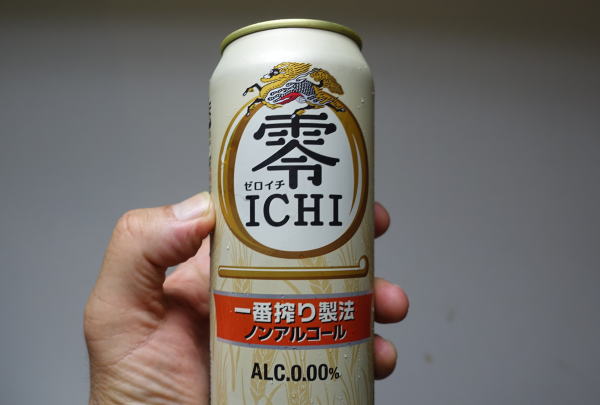 零
ゼロイチ
ICHI
一番搾り製法
ノンアルコール
ALC.0.00%